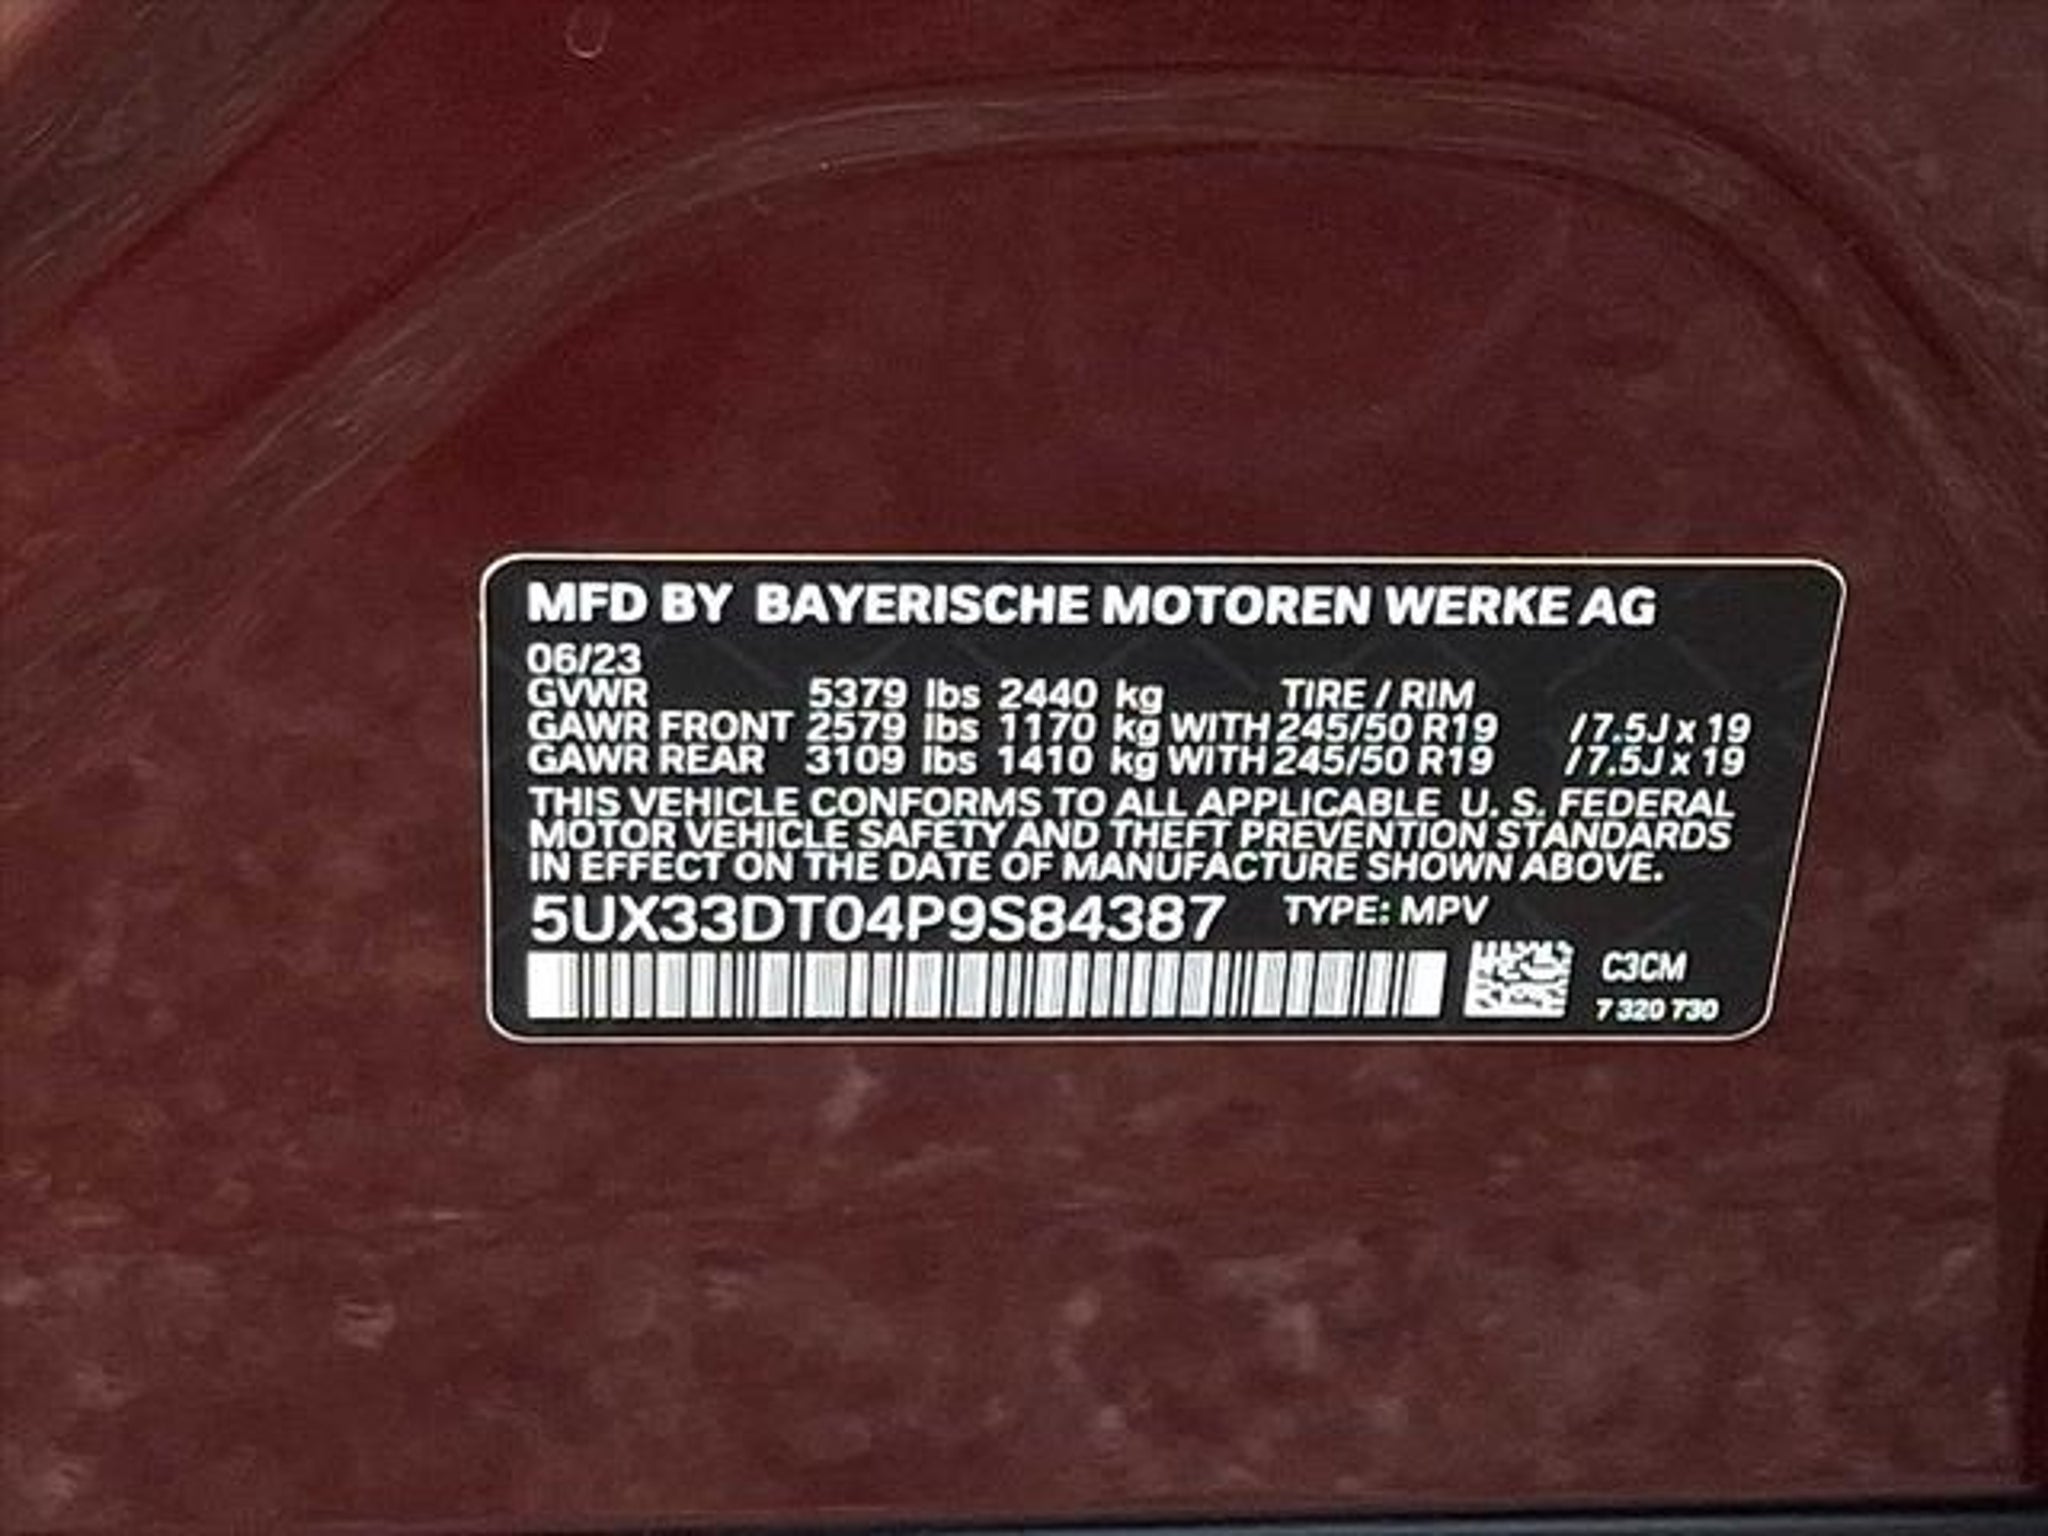 MFD BY BAYERISCHE MOTOREN WERKE AG
06/23
GVWR 5379 lbs 2440 kg TIRE / RIM
GAWR FRONT 2579 lbs 1170 kg WITH 245/50 R19 / 7.5J x 19
GAWR REAR 3109 lbs 1410 kg WITH 245/50 R19 / 7.5J x 19
THIS VEHICLE CONFORMS TO ALL APPLICABLE U. S. FEDERAL
MOTOR VEHICLE SAFETY AND THEFT PREVENTION STANDARDS
IN EFFECT ON THE DATE OF MANUFACTURE SHOWN ABOVE.
5UX33DT04P9S84387 TYPE: MPV
C3CM
7 320 730